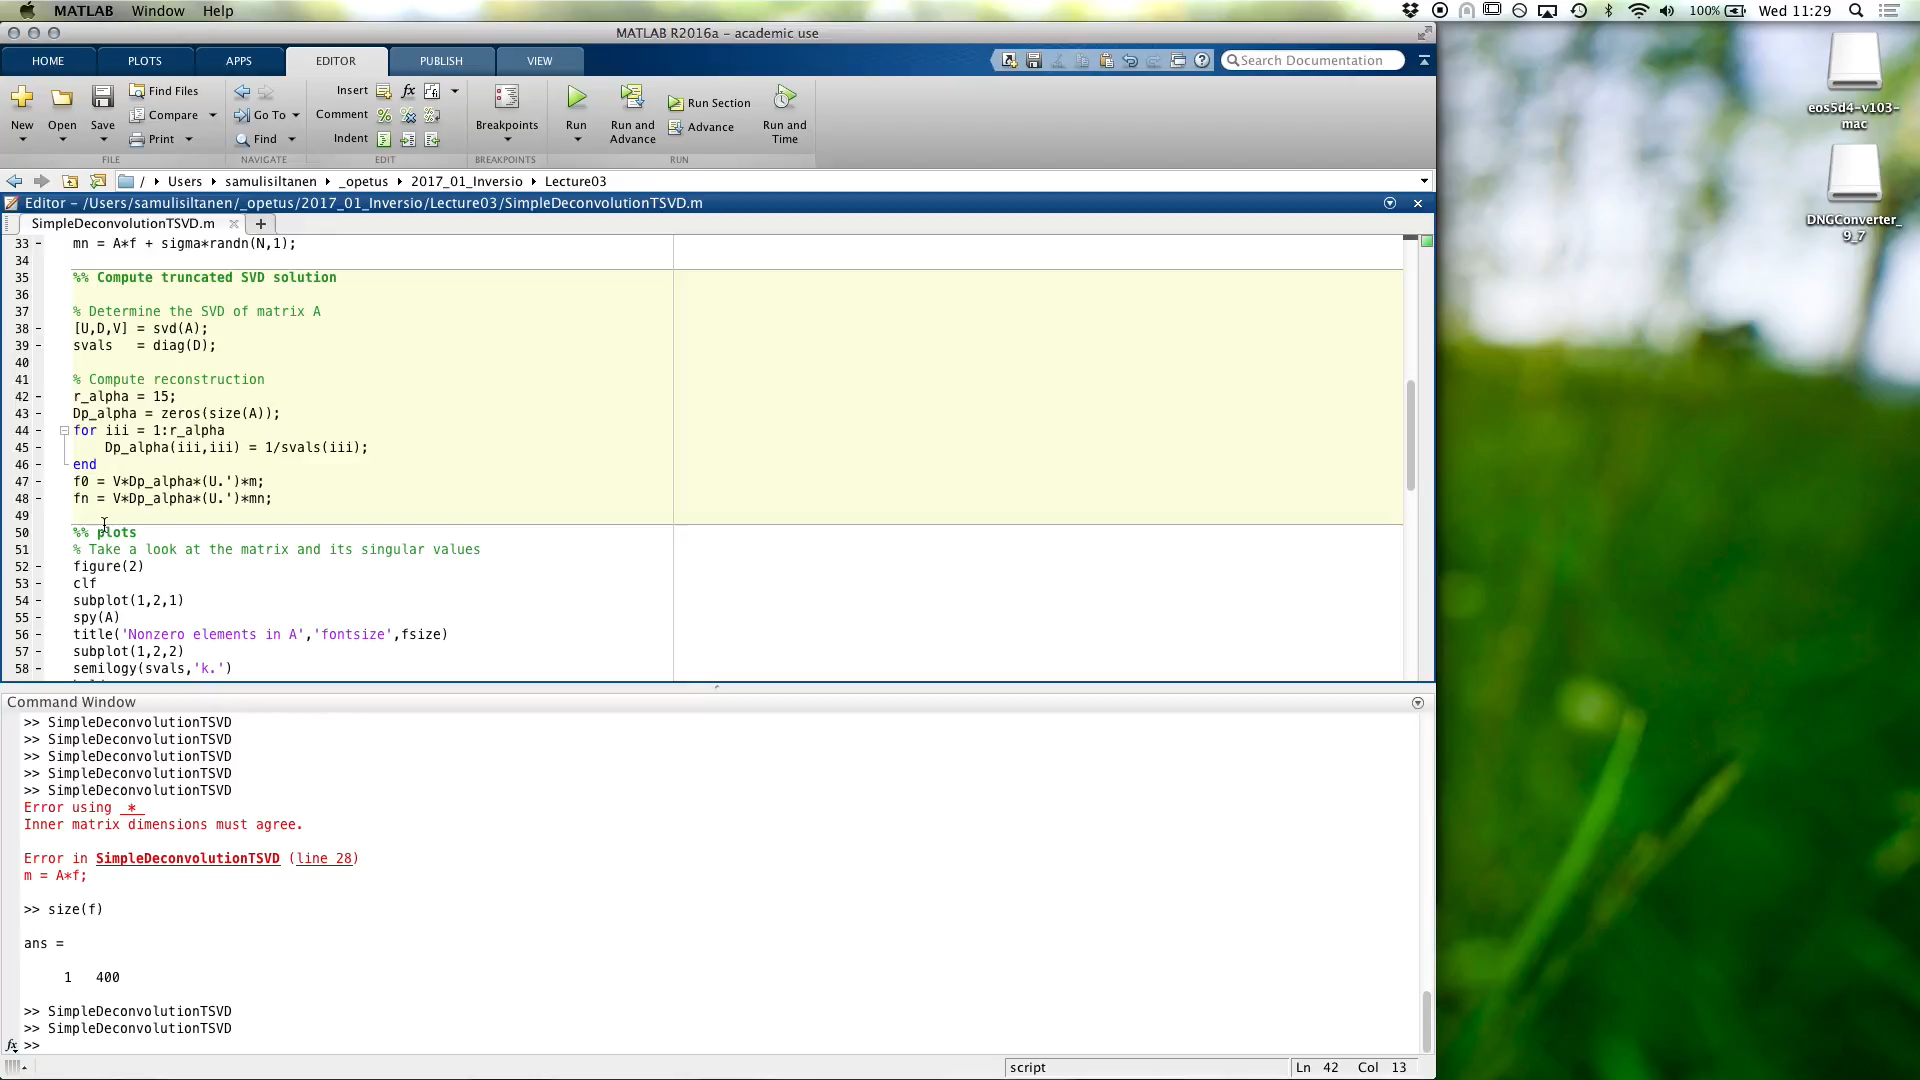 MATLAB Window Help 100% Wed 11:29
MATLAB R2016a - academic use
HOME PLOTS APPS EDITOR PUBLISH VIEW Search Documentation
New Open Save Find Files Compare Print Go To Find Insert Comment Indent Breakpoints Run Run and Advance Run Section Advance Run and Time
FILE NAVIGATE EDIT BREAKPOINTS RUN
/ Users samulisiltanen _opetus 2017_01_Inversio Lecture03
Editor - /Users/samulisiltanen/_opetus/2017_01_Inversio/Lecture03/SimpleDeconvolutionTSVD.m
SimpleDeconvolutionTSVD.m
33 - mn = A*f + sigma*randn(N,1);
34
35 %% Compute truncated SVD solution
36
37 % Determine the SVD of matrix A
38 - [U,D,V] = svd(A);
39 - svals = diag(D);
40
41 % Compute reconstruction
42 - r_alpha = 15;
43 - Dp_alpha = zeros(size(A));
44 - for iii = 1:r_alpha
45 - Dp_alpha(iii,iii) = 1/svals(iii);
46 - end
47 - f0 = V*Dp_alpha*(U.')*m;
48 - fn = V*Dp_alpha*(U.')*mn;
49
50 %% plots
51 % Take a look at the matrix and its singular values
52 - figure(2)
53 - clf
54 - subplot(1,2,1)
55 - spy(A)
56 - title('Nonzero elements in A','fontsize',fsize)
57 - subplot(1,2,2)
58 - semilogy(svals,'k.')
Command Window
>> SimpleDeconvolutionTSVD
>> SimpleDeconvolutionTSVD
>> SimpleDeconvolutionTSVD
>> SimpleDeconvolutionTSVD
>> SimpleDeconvolutionTSVD
Error using *
Inner matrix dimensions must agree.
Error in SimpleDeconvolutionTSVD (line 28)
m = A*f;
>> size(f)
ans =
1 400
>> SimpleDeconvolutionTSVD
>> SimpleDeconvolutionTSVD
fx >>
script Ln 42 Col 13
eos5d4-v103-
mac
DNGConverter_
9_7